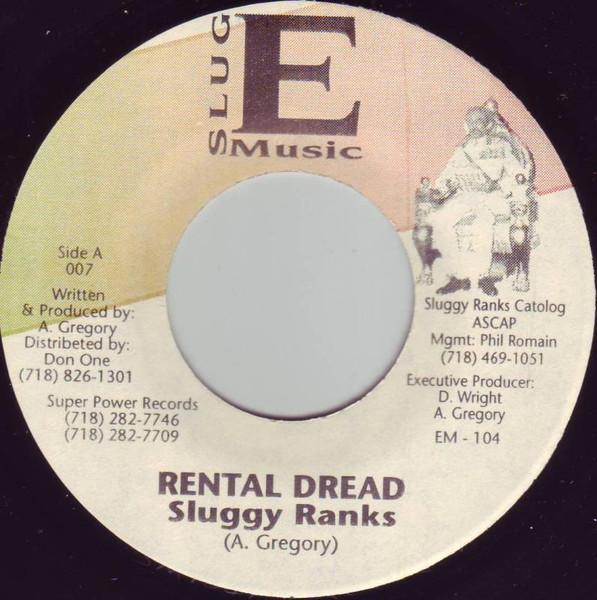 SLUG
E
Music
Side A
007
Written
& Produced by:
A. Gregory
Distribeted by:
Don One
(718) 826-1301
Super Power Records
(718) 282-7746
(718) 282-7709
Sluggy Ranks Catolog
ASCAP
Mgmt: Phil Romain
(718) 469-1051
Executive Producer:
D. Wright
A. Gregory
EM - 104
RENTAL DREAD
Sluggy Ranks
(A. Gregory)